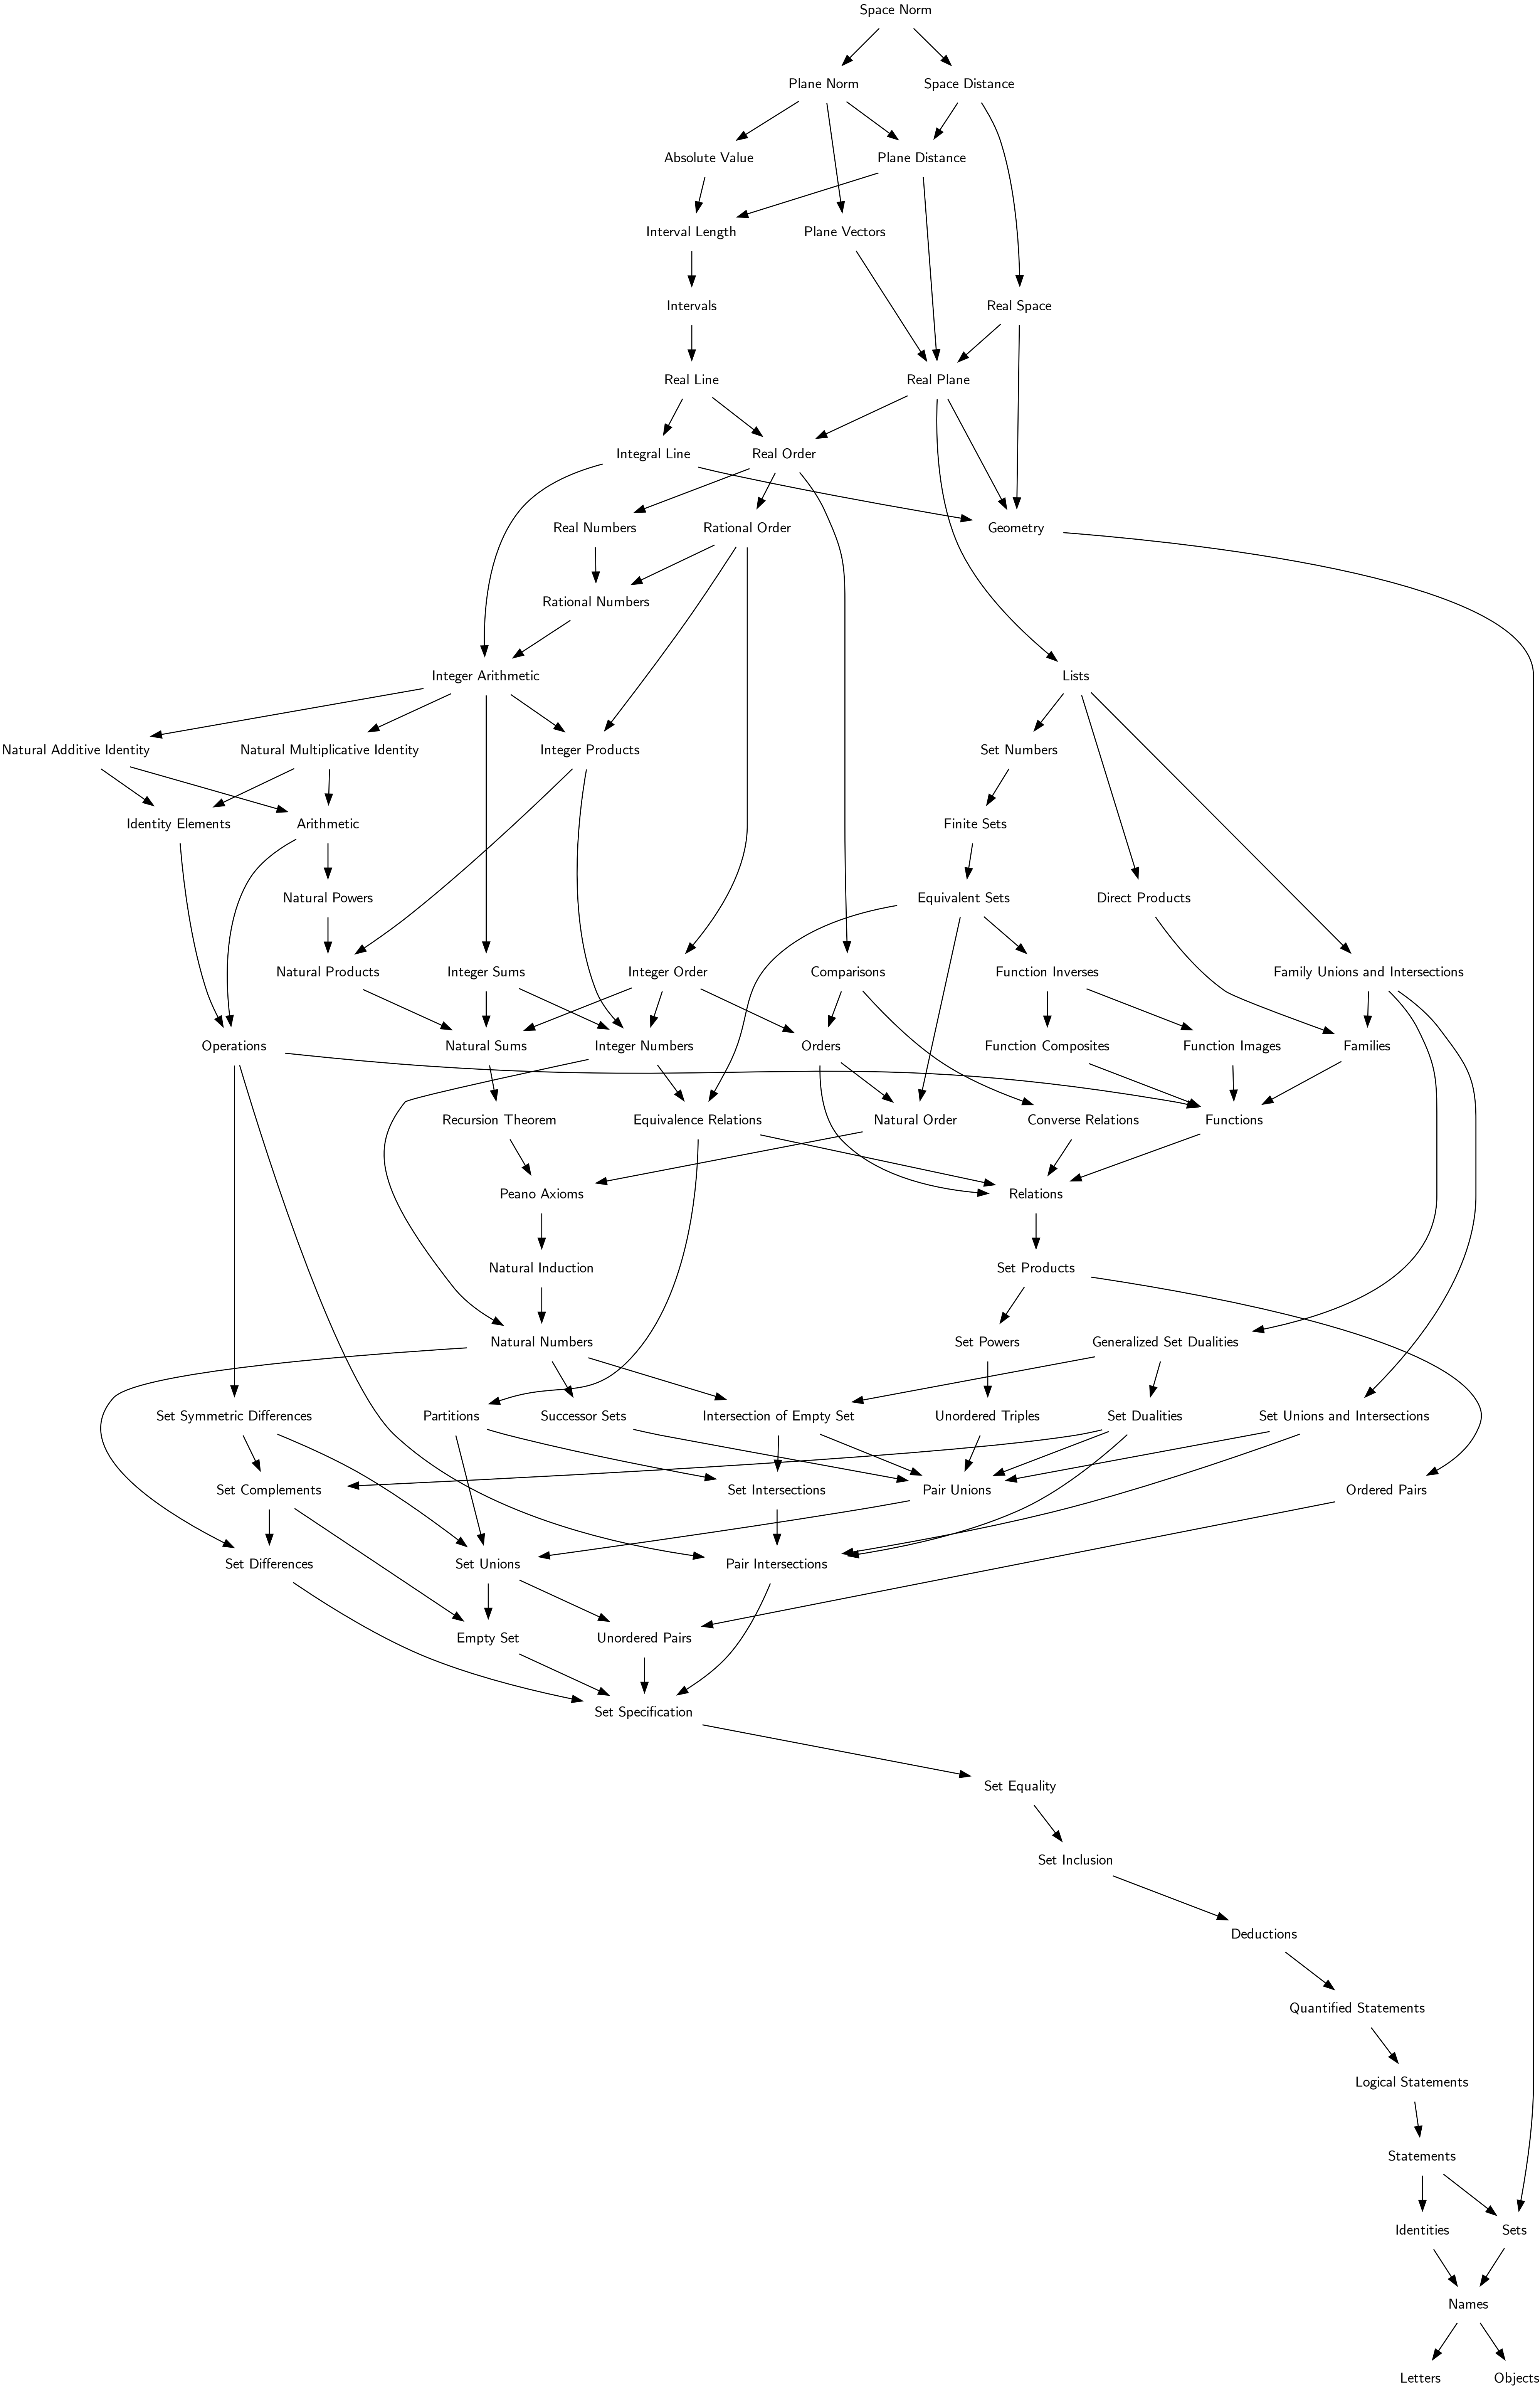 Space Norm
Plane Norm
Space Distance
Absolute Value
Plane Distance
Interval Length
Plane Vectors
Intervals
Real Space
Real Line
Real Plane
Integral Line
Real Order
Real Numbers
Rational Order
Geometry
Rational Numbers
Integer Arithmetic
Lists
Natural Additive Identity
Natural Multiplicative Identity
Integer Products
Set Numbers
Identity Elements
Arithmetic
Finite Sets
Natural Powers
Equivalent Sets
Direct Products
Natural Products
Integer Sums
Integer Order
Comparisons
Function Inverses
Family Unions and Intersections
Operations
Natural Sums
Integer Numbers
Orders
Function Composites
Function Images
Families
Recursion Theorem
Equivalence Relations
Natural Order
Converse Relations
Functions
Peano Axioms
Relations
Natural Induction
Set Products
Natural Numbers
Set Powers
Generalized Set Dualities
Set Symmetric Differences
Partitions
Successor Sets
Intersection of Empty Set
Unordered Triples
Set Dualities
Set Unions and Intersections
Set Complements
Set Intersections
Pair Unions
Ordered Pairs
Set Differences
Set Unions
Pair Intersections
Empty Set
Unordered Pairs
Set Specification
Set Equality
Set Inclusion
Deductions
Quantified Statements
Logical Statements
Statements
Identities
Sets
Names
Letters
Objects